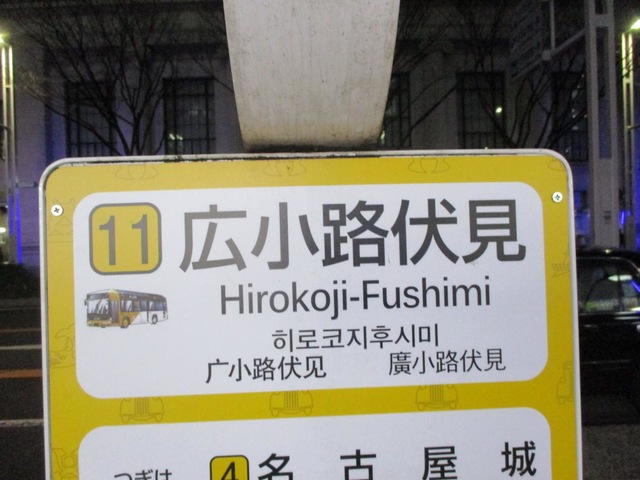 11 広小路伏見
Hirokoji-Fushimi
히로코지후시미
广小路伏见 廣小路伏見
つぎは 4 名古屋城